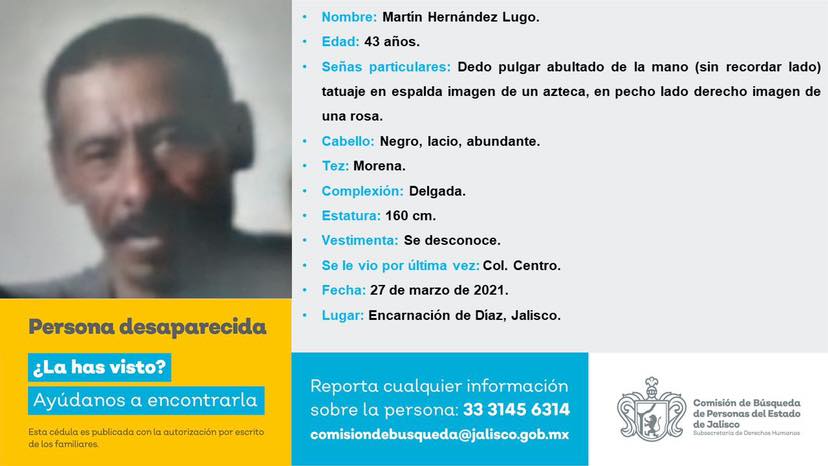 • Nombre: Martín Hernández Lugo.
• Edad: 43 años.
• Señas particulares: Dedo pulgar abultado de la mano (sin recordar lado)
tatuaje en espalda imagen de un azteca, en pecho lado derecho imagen de
una rosa.
• Cabello: Negro, lacio, abundante.
• Tez: Morena.
• Complexión: Delgada.
• Estatura: 160 cm.
• Vestimenta: Se desconoce.
• Se le vio por última vez: Col. Centro.
• Fecha: 27 de marzo de 2021.
• Lugar: Encarnación de Díaz, Jalisco.
Persona desaparecida
¿La has visto?
Ayúdanos a encontrarla
Esta cédula es publicada con la autorización por escrito
de los familiares.
Reporta cualquier información
sobre la persona: 33 3145 6314
comisiondebusqueda@jalisco.gob.mx
Comisión de Búsqueda
de Personas del Estado
de Jalisco
Subsecretaría de Derechos Humanos